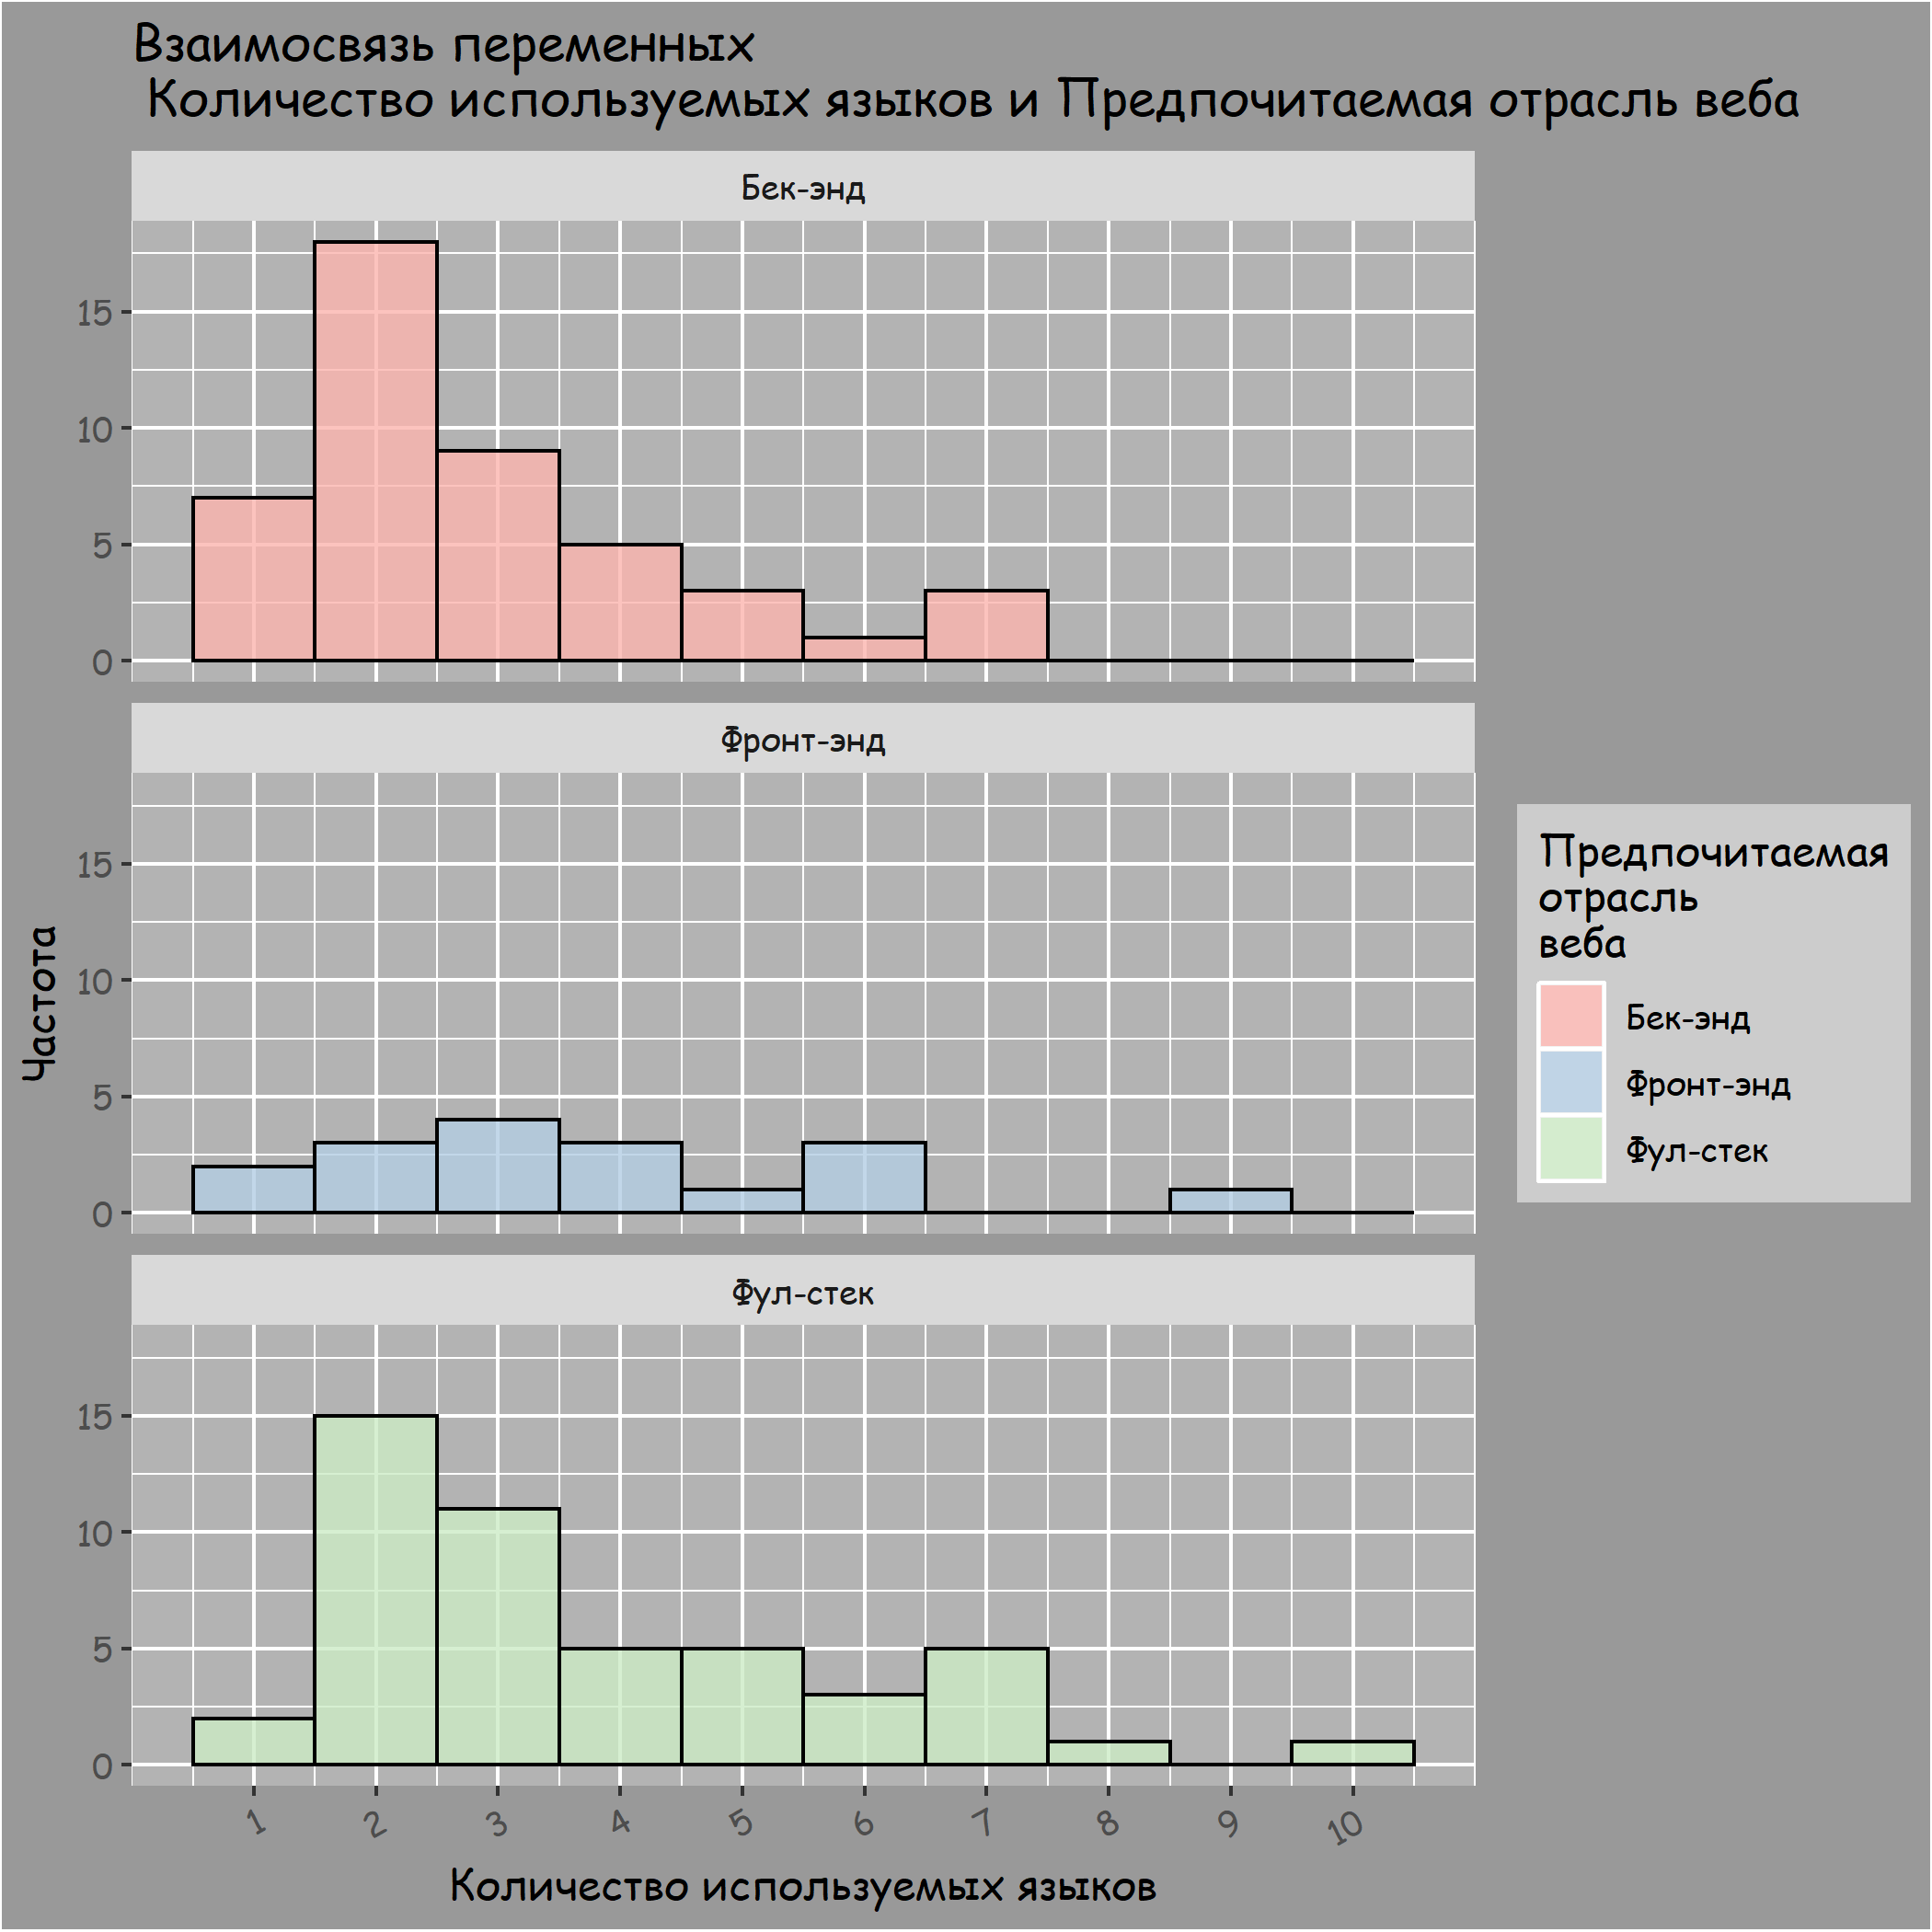 Взаимосвязь переменных
Количество используемых языков и Предпочитаемая отрасль веба
Бек-энд
15
10
5
0
Фронт-энд
15
10
5
0
Фул-стек
15
10
5
0
1 2 3 4 5 6 7 8 9 10
Количество используемых языков
Частота
Предпочитаемая
отрасль
веба
Бек-энд
Фронт-энд
Фул-стек